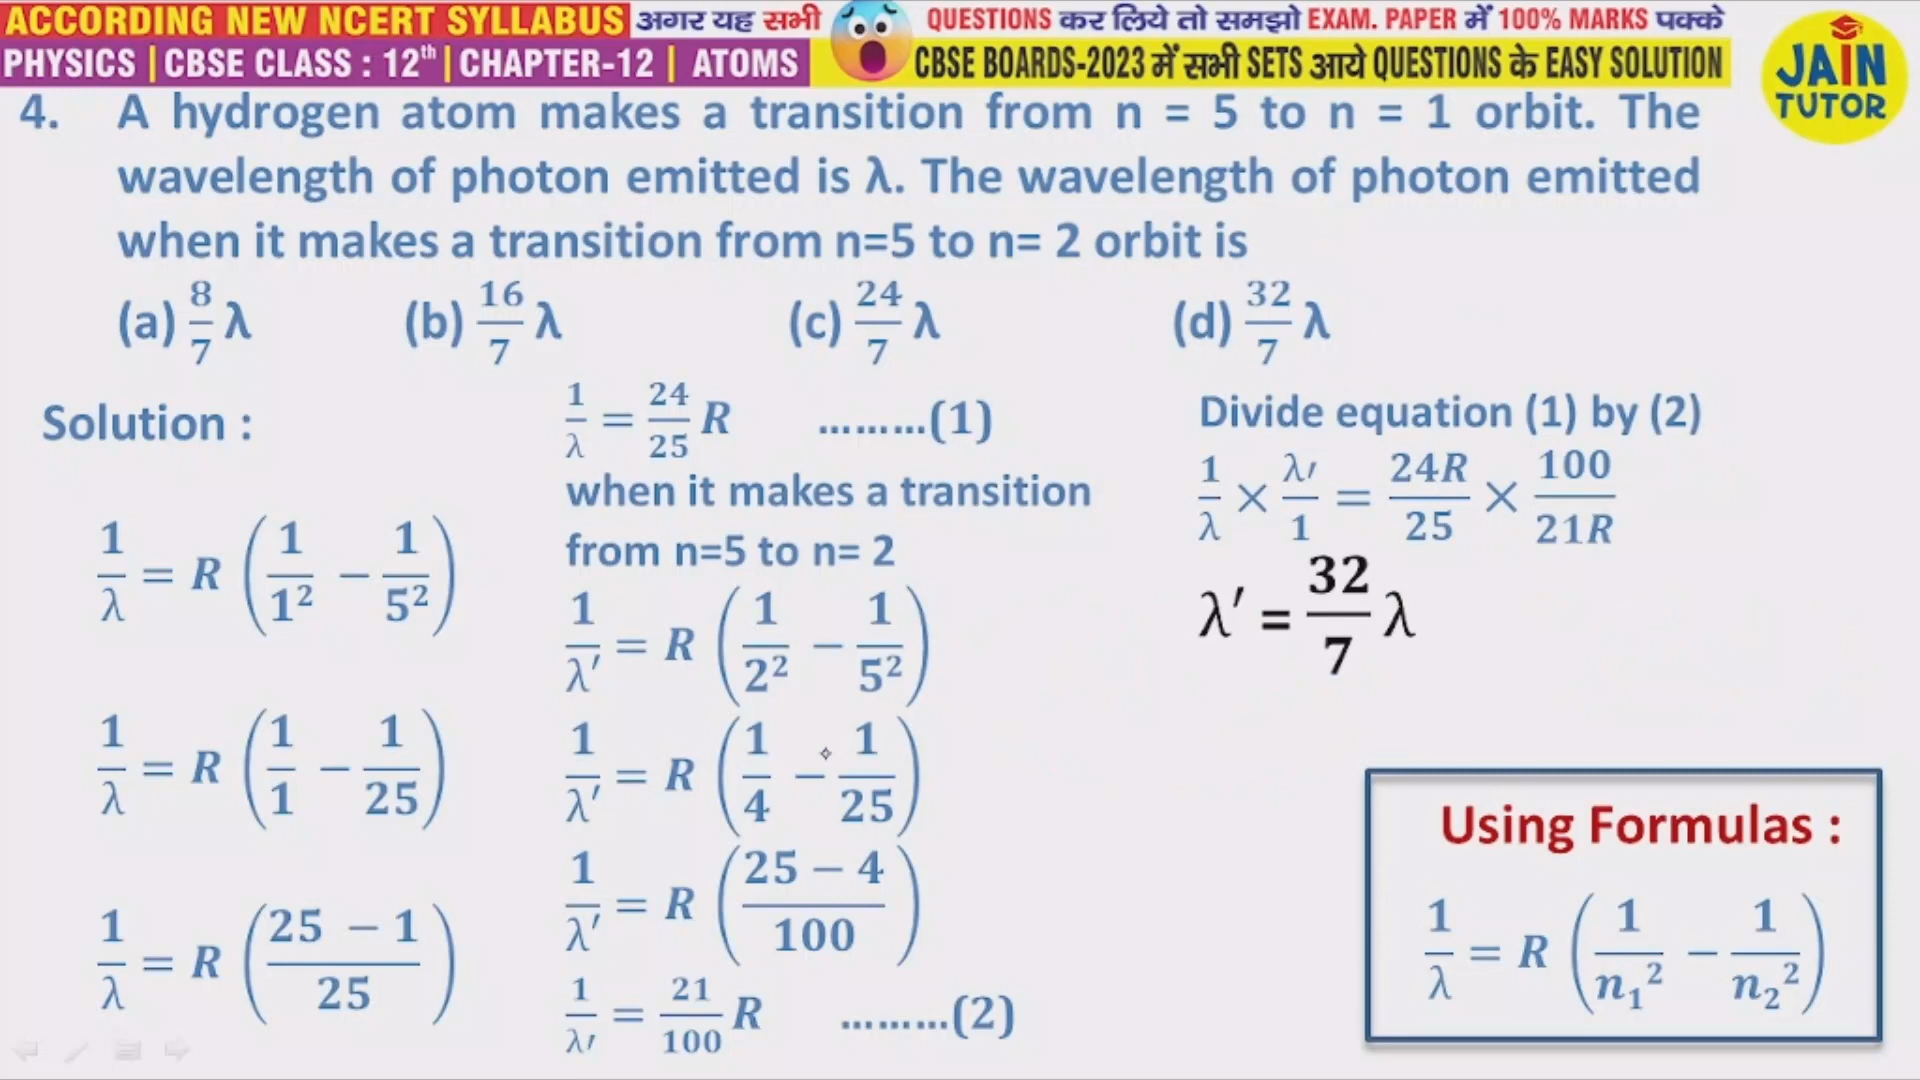 ACCORDING NEW NCERT SYLLABUS अगर यह सभी QUESTIONS कर लिये तो समझो EXAM. PAPER में 100% MARKS पक्के
PHYSICS | CBSE CLASS : 12th | CHAPTER-12 | ATOMS CBSE BOARDS-2023 में सभी SETS आये QUESTIONS के EASY SOLUTION
JAIN
TUTOR
4. A hydrogen atom makes a transition from n = 5 to n = 1 orbit. The
wavelength of photon emitted is λ. The wavelength of photon emitted
when it makes a transition from n=5 to n= 2 orbit is
(a) 8/7 λ (b) 16/7 λ (c) 24/7 λ (d) 32/7 λ
Solution :
1/λ = R (1/1² − 1/5²)
1/λ = R (1/1 − 1/25)
1/λ = R ((25 − 1)/25)
1/λ = 24/25 R ………(1)
when it makes a transition
from n=5 to n= 2
1/λ′ = R (1/2² − 1/5²)
1/λ′ = R (1/4 − 1/25)
1/λ′ = R ((25 − 4)/100)
1/λ′ = 21/100 R ………(2)
Divide equation (1) by (2)
1/λ × λ′/1 = 24R/25 × 100/21R
λ′ = 32/7 λ
Using Formulas :
1/λ = R (1/n₁² − 1/n₂²)